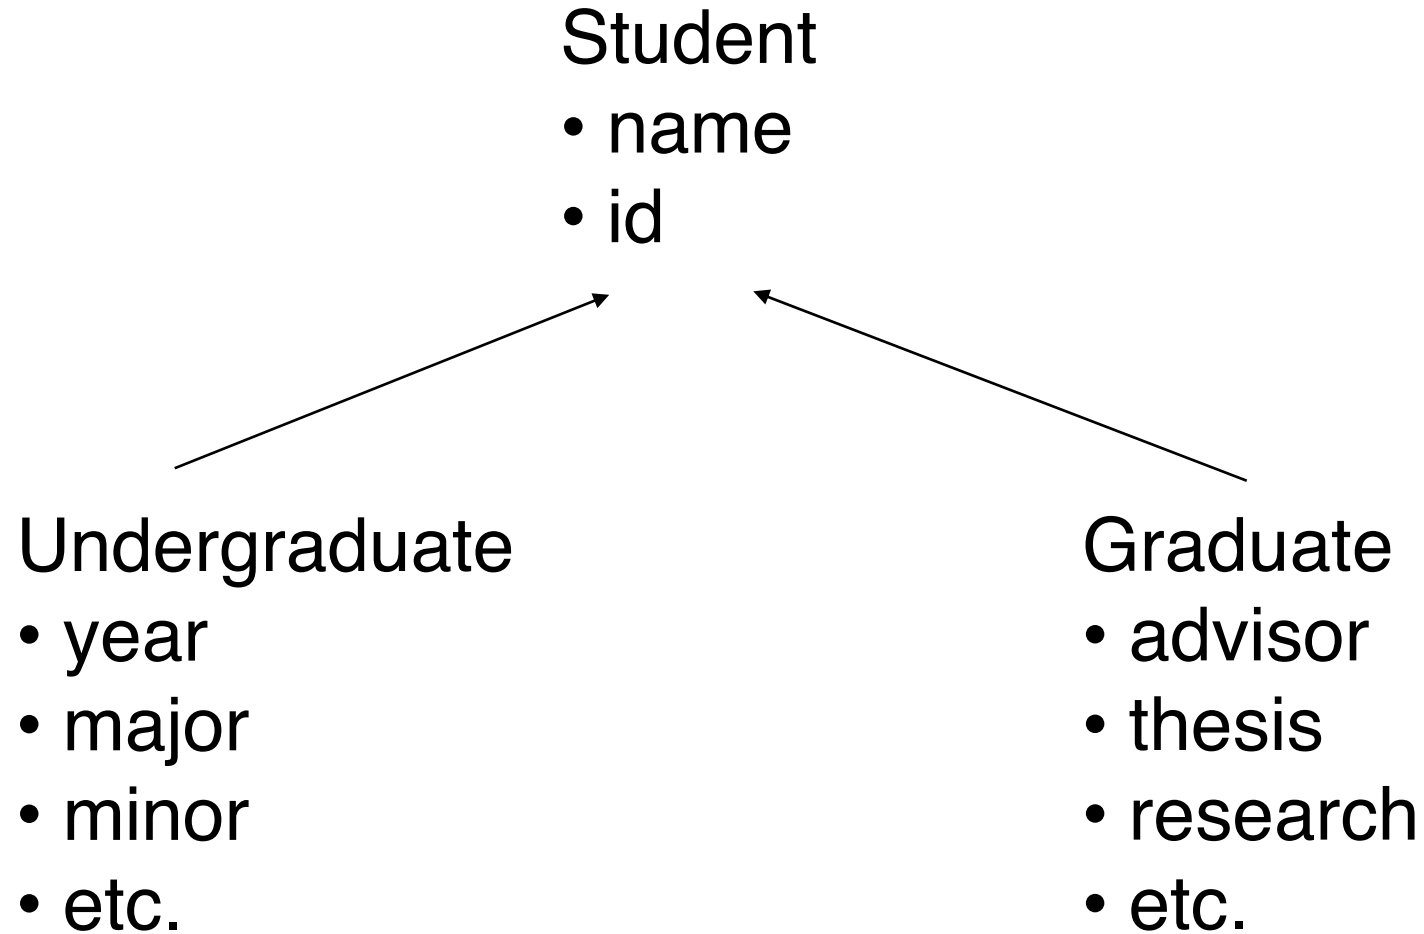 Student
• name
• id
Undergraduate
• year
• major
• minor
• etc.
Graduate
• advisor
• thesis
• research
• etc.